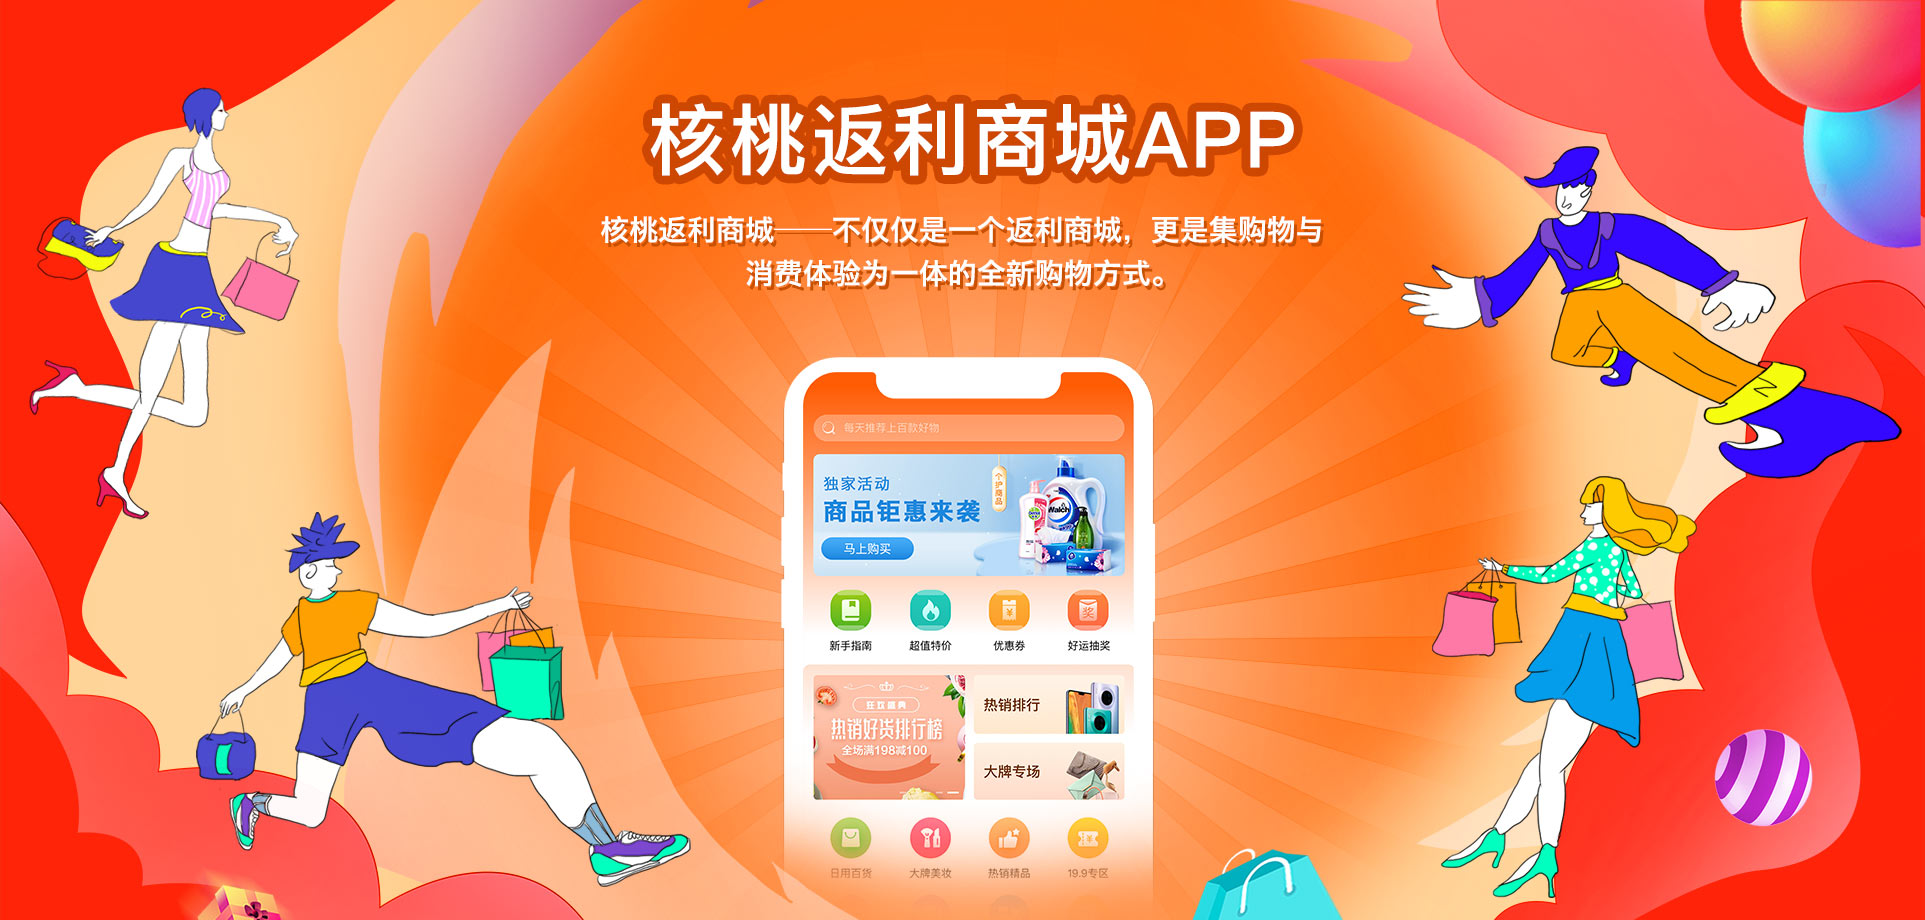 核桃返利商城APP
核桃返利商城——不仅仅是一个返利商城，更是集购物与
消费体验为一体的全新购物方式。
每天推荐上百款好物
独家活动
商品钜惠来袭
马上购买
个护商品
Walch
新手指南
超值特价
优惠券
奖
好运抽奖
狂欢盛典
热销好货排行榜
全场满198减100
热销排行
大牌专场
日用百货
大牌美妆
热销精品
19.9专区